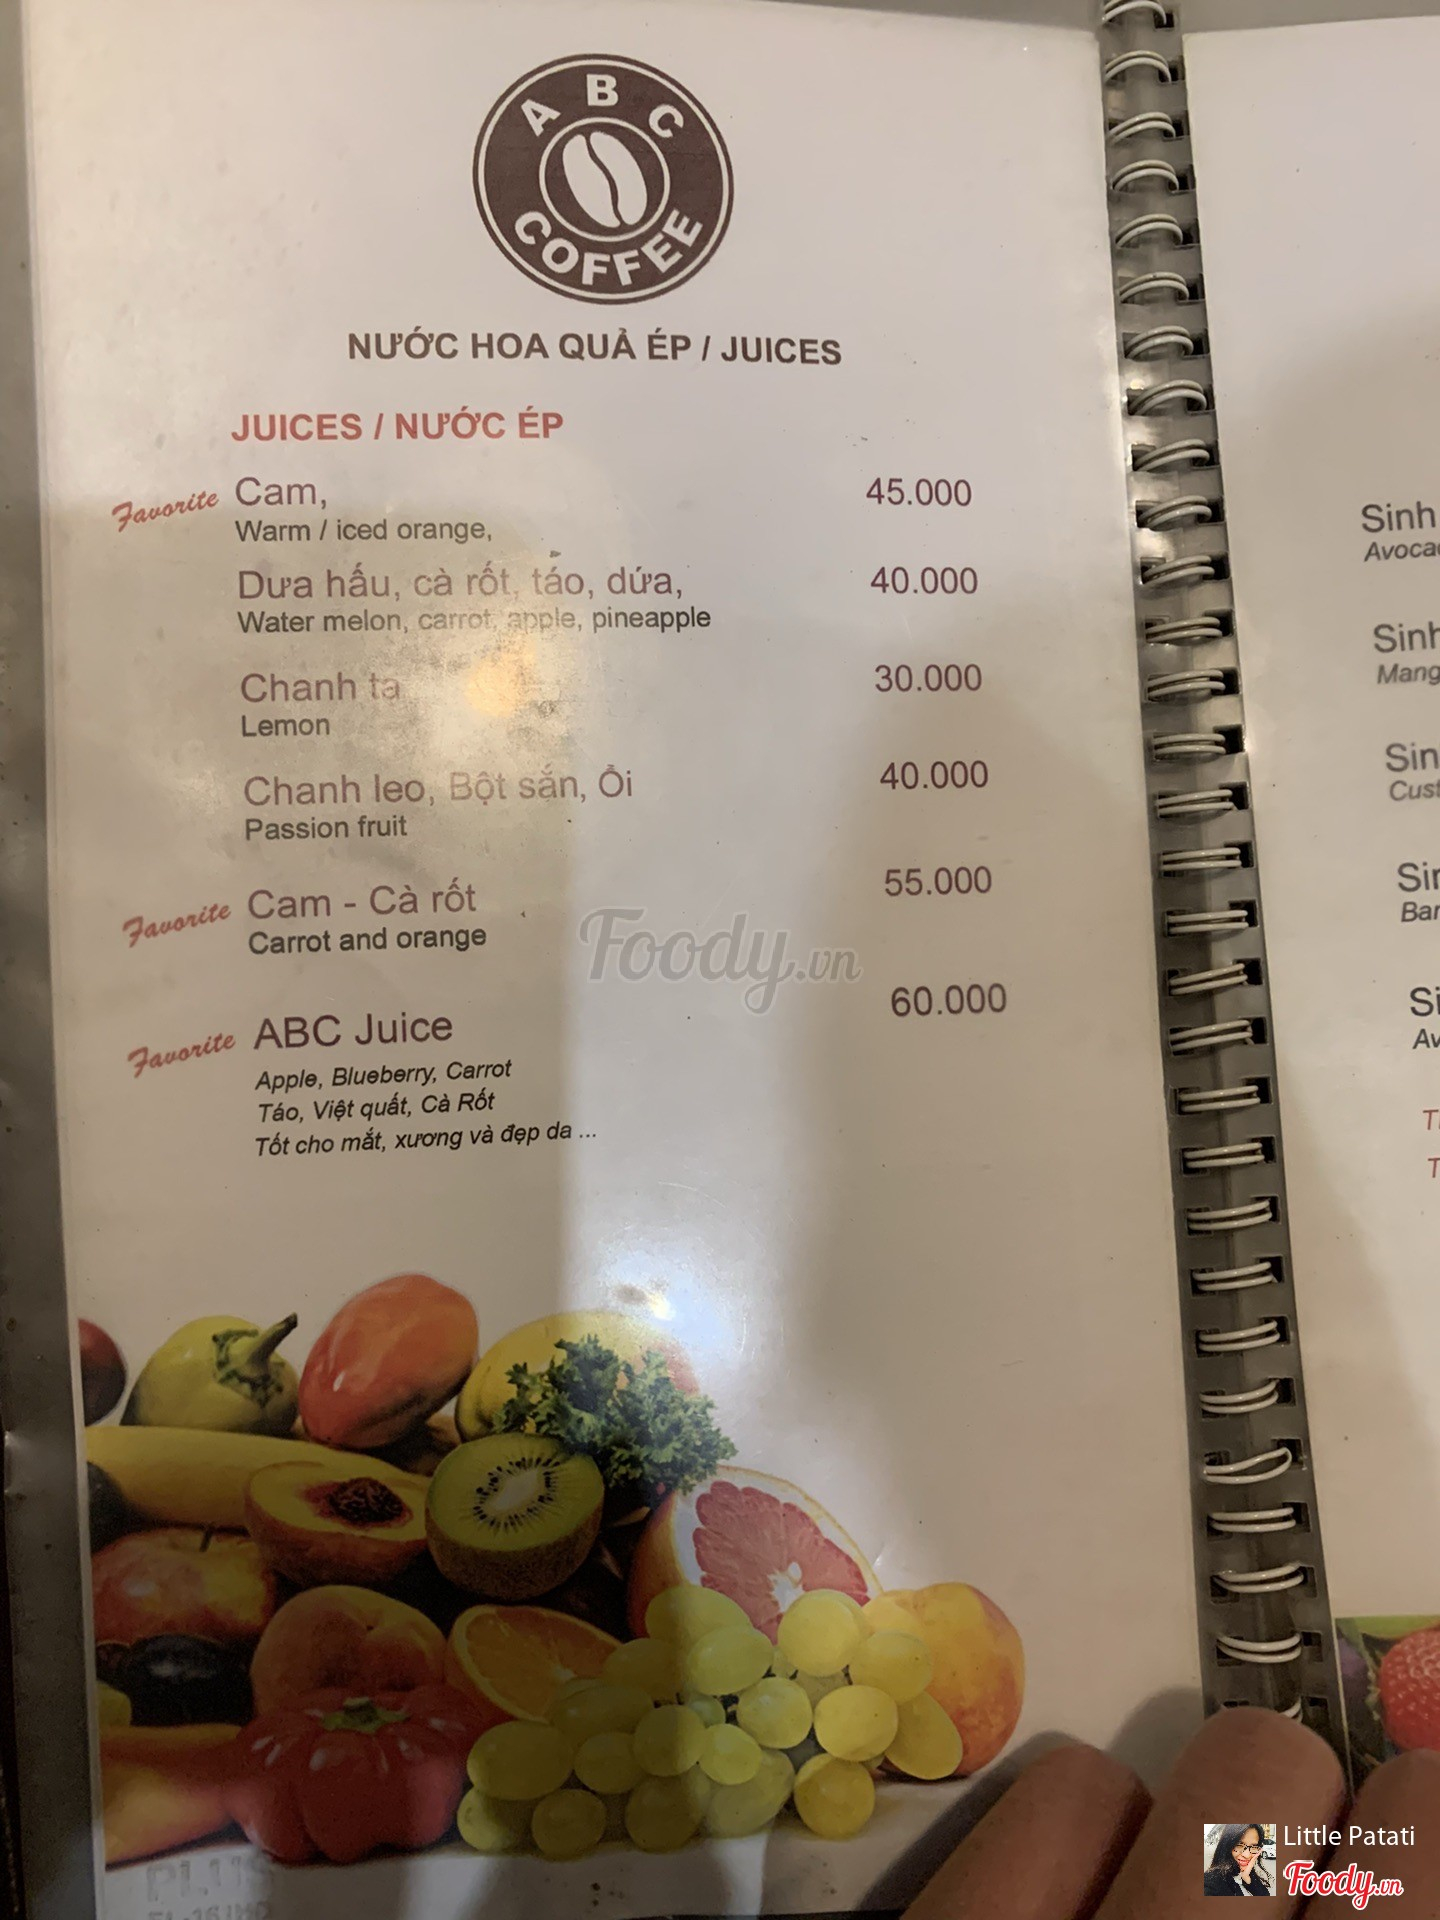 ABC COFFEE
NƯỚC HOA QUẢ ÉP / JUICES
JUICES / NƯỚC ÉP
Favorite Cam, 45.000
Warm / iced orange,
Dưa hấu, cà rốt, táo, dứa, 40.000
Water melon, carrot, apple, pineapple
Chanh ta 30.000
Lemon
Chanh leo, Bột sắn, Ổi 40.000
Passion fruit
Favorite Cam - Cà rốt 55.000
Carrot and orange
Foody.vn
Favorite ABC Juice 60.000
Apple, Blueberry, Carrot
Táo, Việt quất, Cà Rốt
Tốt cho mắt, xương và đẹp da ...
Sinh
PLUS
Little Patati
Foody.vn